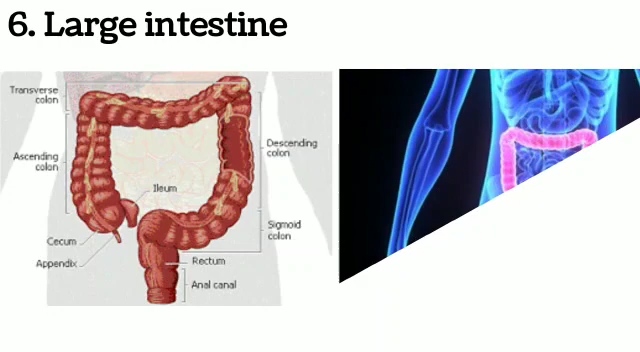 6. Large intestine
Transverse
colon
Ascending
colon
Descending
colon
Ileum
Sigmoid
colon
Cecum
Appendix
Rectum
Anal canal